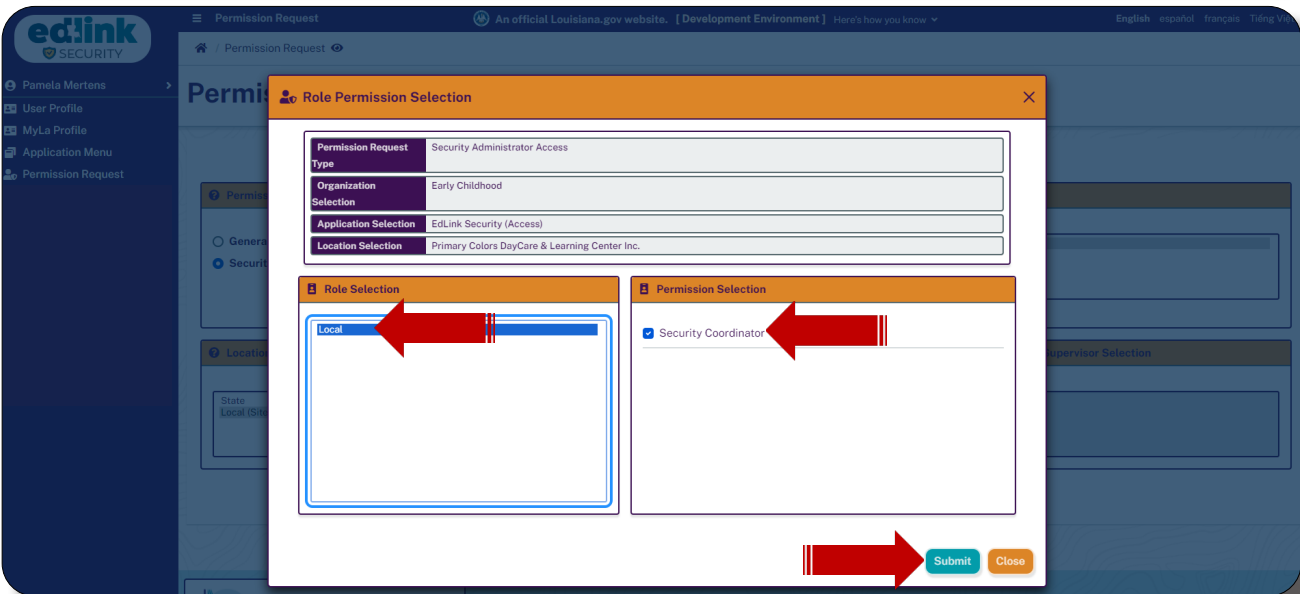 ed:link
SECURITY
Permission Request
An official Louisiana.gov website. [ Development Environment ] Here's how you know
English español français Tiếng Việ
/ Permission Request
Pamela Mertens
User Profile
MyLa Profile
Application Menu
Permission Request
Permis
Role Permission Selection
Permission Request Type
Security Administrator Access
Organization Selection
Early Childhood
Application Selection
EdLink Security (Access)
Location Selection
Primary Colors DayCare & Learning Center Inc.
Permiss
Genera
Securit
Role Selection
Local
Permission Selection
Security Coordinator
Location
Supervisor Selection
State
Local (Site
Submit
Close